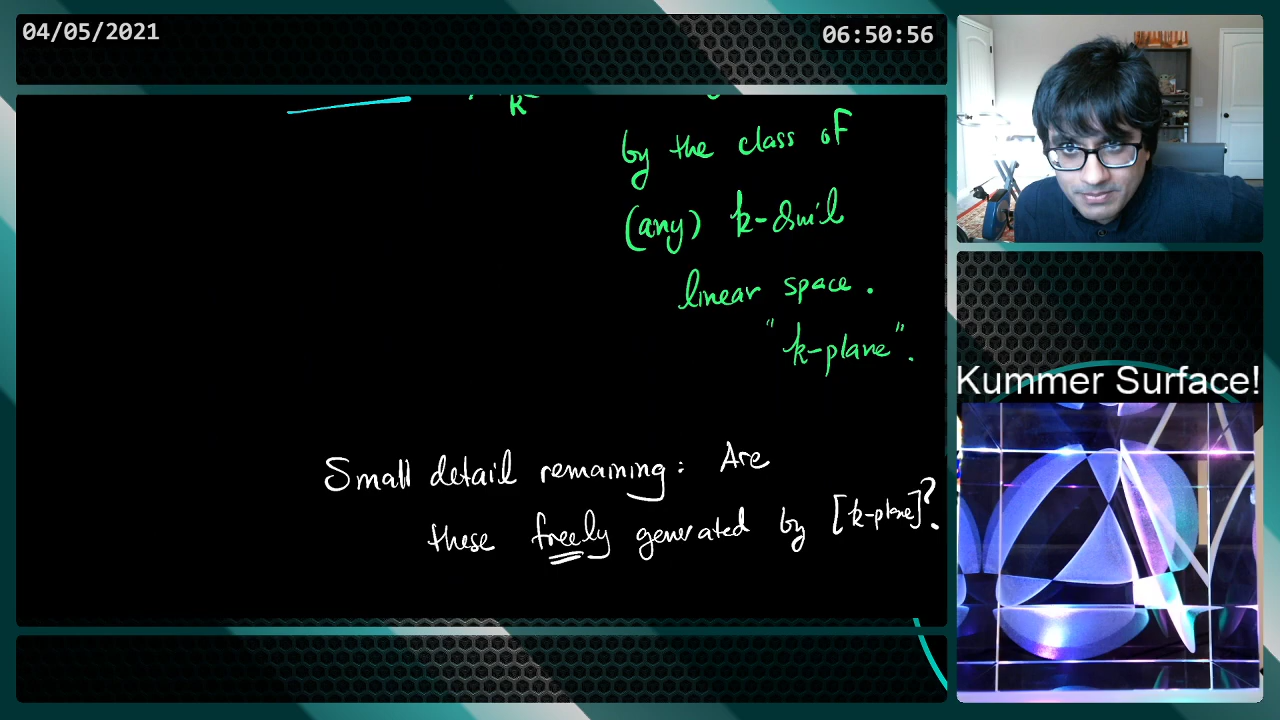 04/05/2021
06:50:56
k
by the class of
(any) k-dim'l
linear space.
"k-plane".
Small detail remaining: Are
these freely generated by [k-plane]?
Kummer Surface!